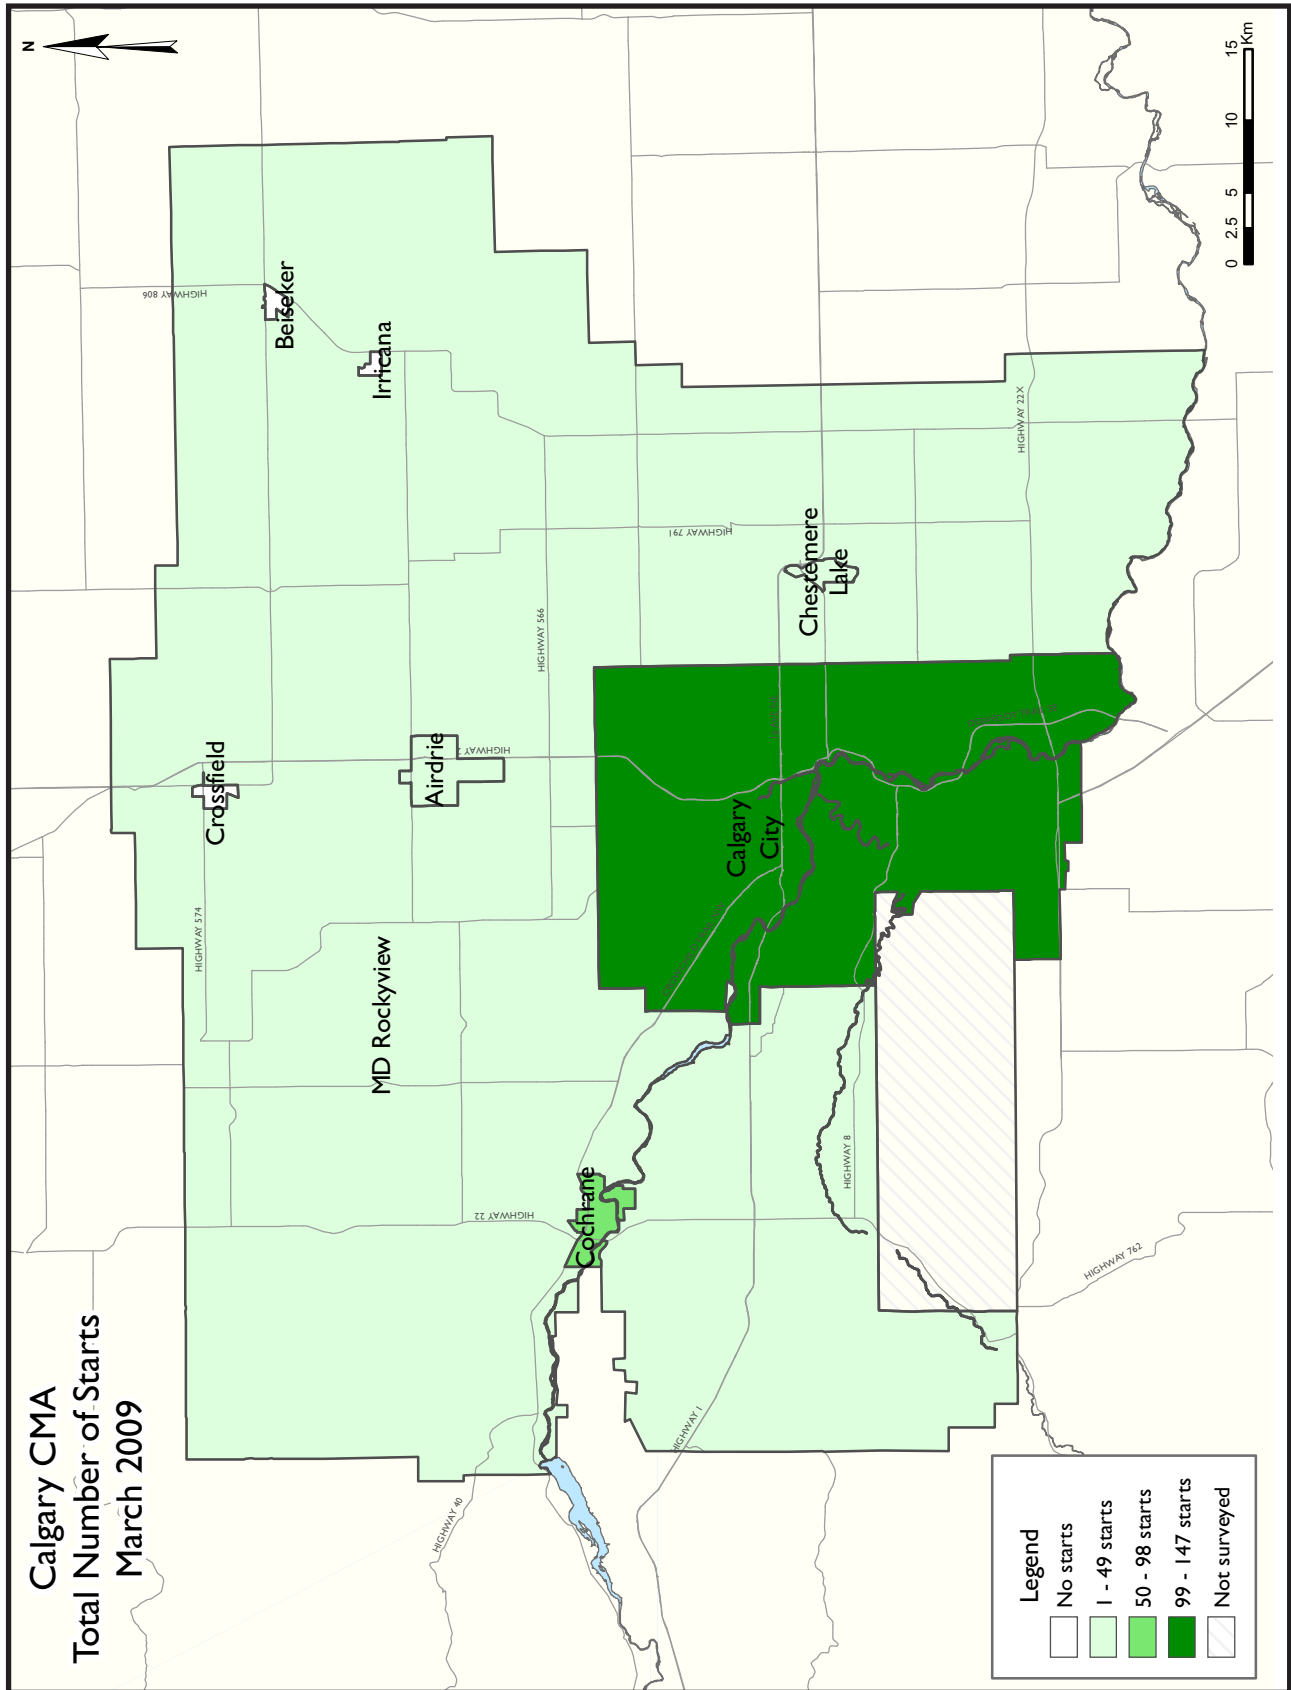 Calgary CMA
Total Number of Starts
March 2009
N
HIGHWAY 574
Crossfield
HIGHWAY 806
Beiseker
Irricana
MD Rockyview
Airdrie
HIGHWAY 2
HIGHWAY 566
HIGHWAY 40
HIGHWAY 22
Cochrane
HIGHWAY 791
Calgary
City
Chestemere
Lake
HIGHWAY 1
HIGHWAY 8
HIGHWAY 22X
HIGHWAY 762
Legend
No starts
1 - 49 starts
50 - 98 starts
99 - 147 starts
Not surveyed
0 2.5 5 10 15
Km